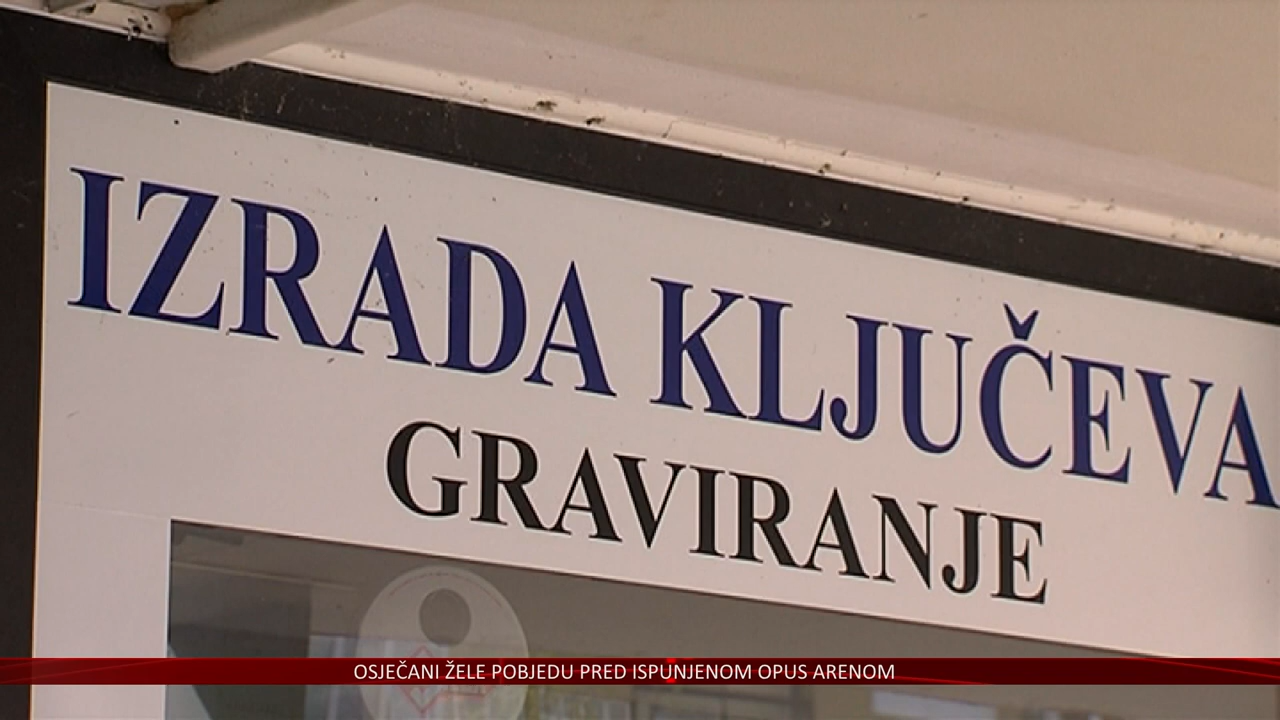 IZRADA KLJUČEVA
GRAVIRANJE
OSJEČANI ŽELE POBJEDU PRED ISPUNJENOM OPUS ARENOM